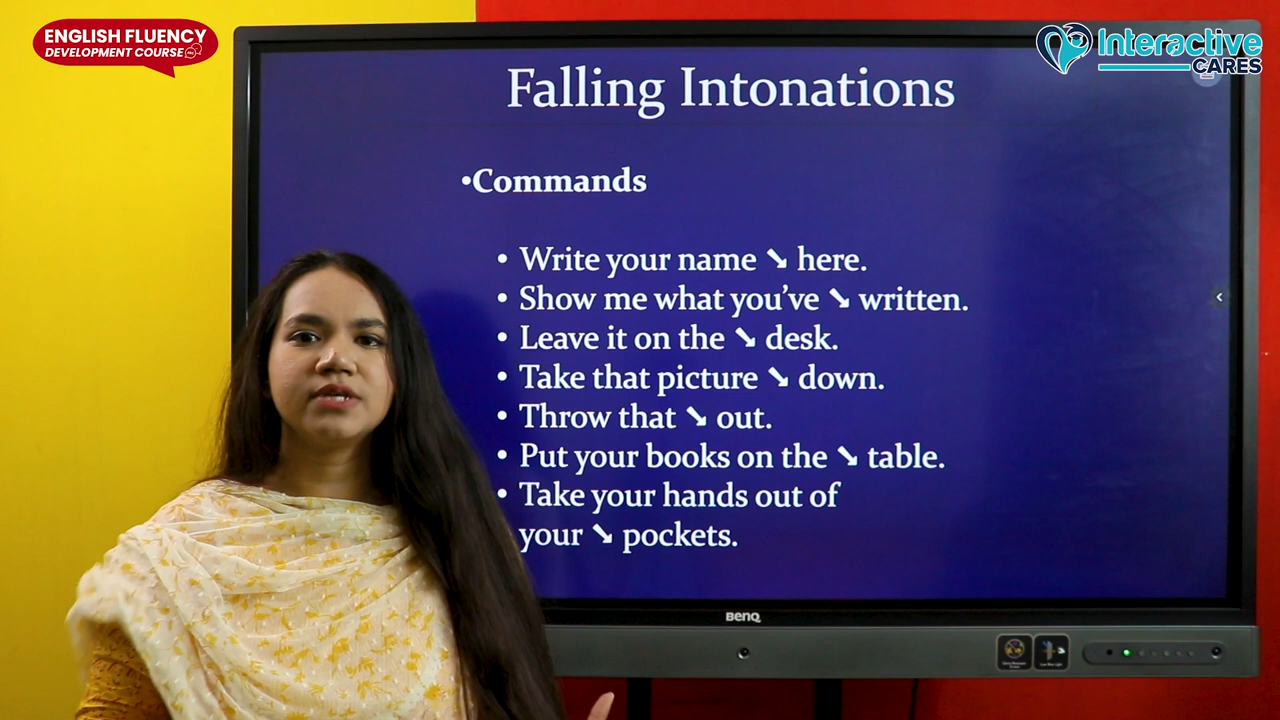 ENGLISH FLUENCY
DEVELOPMENT COURSE
Interactive
CARES
Falling Intonations
•Commands
• Write your name ➘ here.
• Show me what you’ve ➘ written.
• Leave it on the ➘ desk.
• Take that picture ➘ down.
• Throw that ➘ out.
• Put your books on the ➘ table.
• Take your hands out of
your ➘ pockets.
BenQ